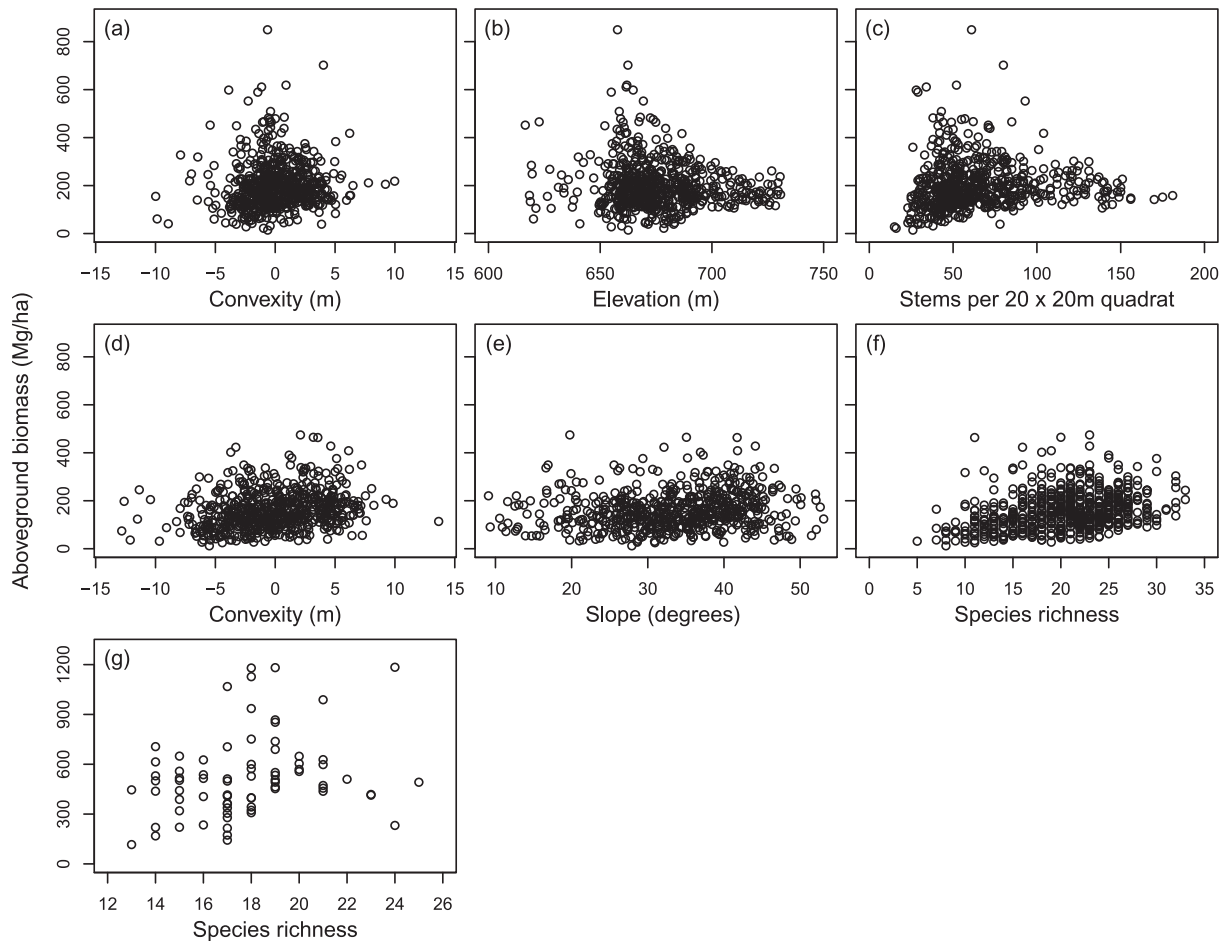 Aboveground biomass (Mg/ha)
(a)
0 200 400 600 800
−15 −10 −5 0 5 10 15
Convexity (m)
(b)
600 650 700 750
Elevation (m)
(c)
0 50 100 150 200
Stems per 20 x 20m quadrat
(d)
0 200 400 600 800
−15 −10 −5 0 5 10 15
Convexity (m)
(e)
10 20 30 40 50
Slope (degrees)
(f)
0 5 10 15 20 25 30 35
Species richness
(g)
0 300 600 900 1200
12 14 16 18 20 22 24 26
Species richness